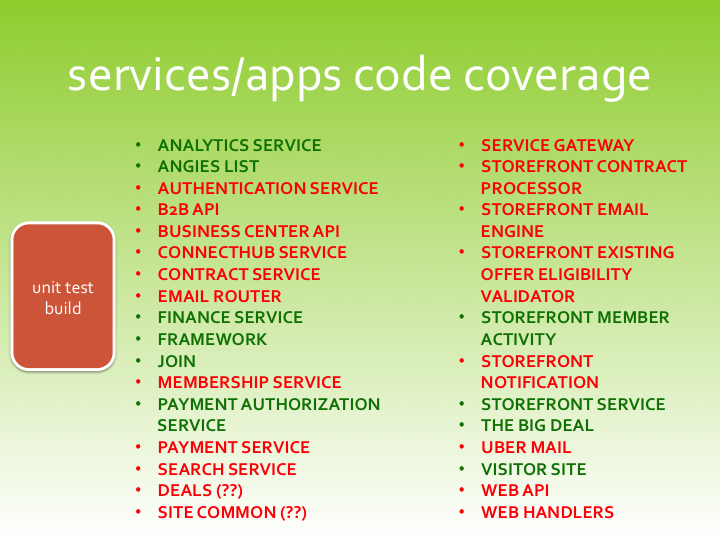 services/apps code coverage
unit test
build
• ANALYTICS SERVICE
• ANGIES LIST
• AUTHENTICATION SERVICE
• B2B API
• BUSINESS CENTER API
• CONNECTHUB SERVICE
• CONTRACT SERVICE
• EMAIL ROUTER
• FINANCE SERVICE
• FRAMEWORK
• JOIN
• MEMBERSHIP SERVICE
• PAYMENT AUTHORIZATION
SERVICE
• PAYMENT SERVICE
• SEARCH SERVICE
• DEALS (??)
• SITE COMMON (??)
• SERVICE GATEWAY
• STOREFRONT CONTRACT
PROCESSOR
• STOREFRONT EMAIL
ENGINE
• STOREFRONT EXISTING
OFFER ELIGIBILITY
VALIDATOR
• STOREFRONT MEMBER
ACTIVITY
• STOREFRONT
NOTIFICATION
• STOREFRONT SERVICE
• THE BIG DEAL
• UBER MAIL
• VISITOR SITE
• WEB API
• WEB HANDLERS